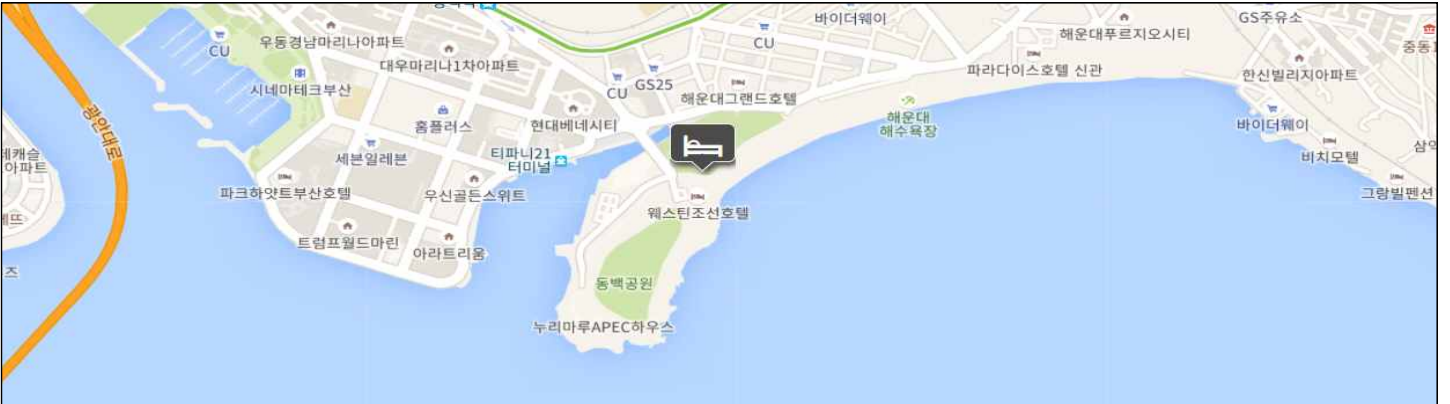 바이더웨이
GS주유소
CU
우동경남마리나아파트
CU
해운대푸르지오시티
대우마리나1차아파트
파라다이스호텔 신관
한신빌리지아파트
시네마테크부산
CU
GS25
해운대그랜드호텔
광안대로
홈플러스
현대베네시티
해운대
해수욕장
바이더웨이
세븐일레븐
티파니21
터미널
비치모텔
아파트
파크하얏트부산호텔
우신골든스위트
그랑빌펜션
웨스틴조선호텔
트럼프월드마린
아라트리움
즈
동백공원
누리마루APEC하우스